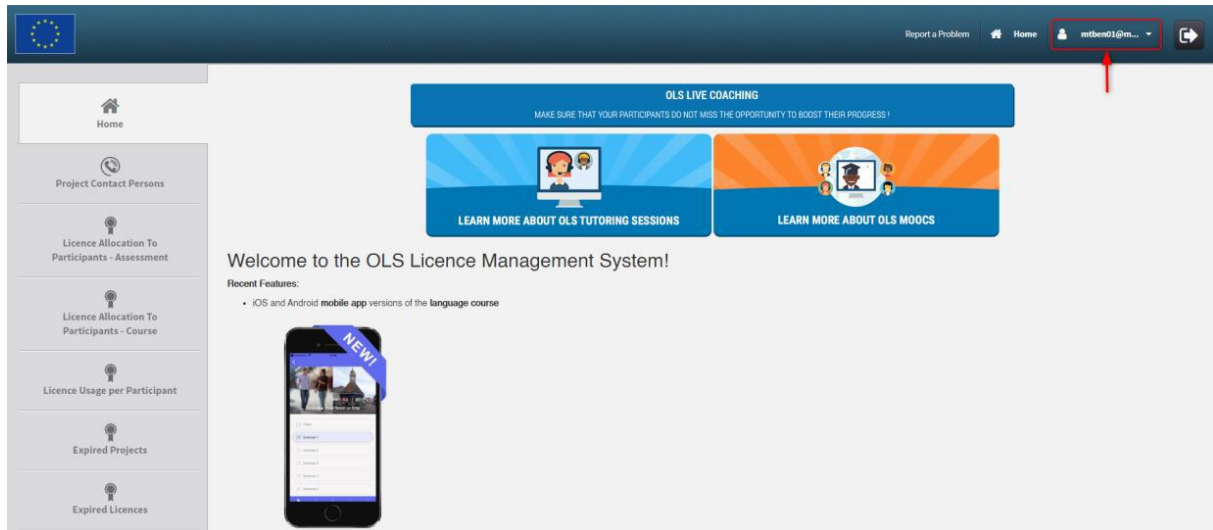 Report a Problem
Home
mtben01@m...
Home
Project Contact Persons
Licence Allocation To
Participants - Assessment
Licence Allocation To
Participants - Course
Licence Usage per Participant
Expired Projects
Expired Licences
OLS LIVE COACHING
MAKE SURE THAT YOUR PARTICIPANTS DO NOT MISS THE OPPORTUNITY TO BOOST THEIR PROGRESS !
LEARN MORE ABOUT OLS TUTORING SESSIONS
LEARN MORE ABOUT OLS MOOCS
Welcome to the OLS Licence Management System!
Recent Features:
• iOS and Android mobile app versions of the language course
NEW!